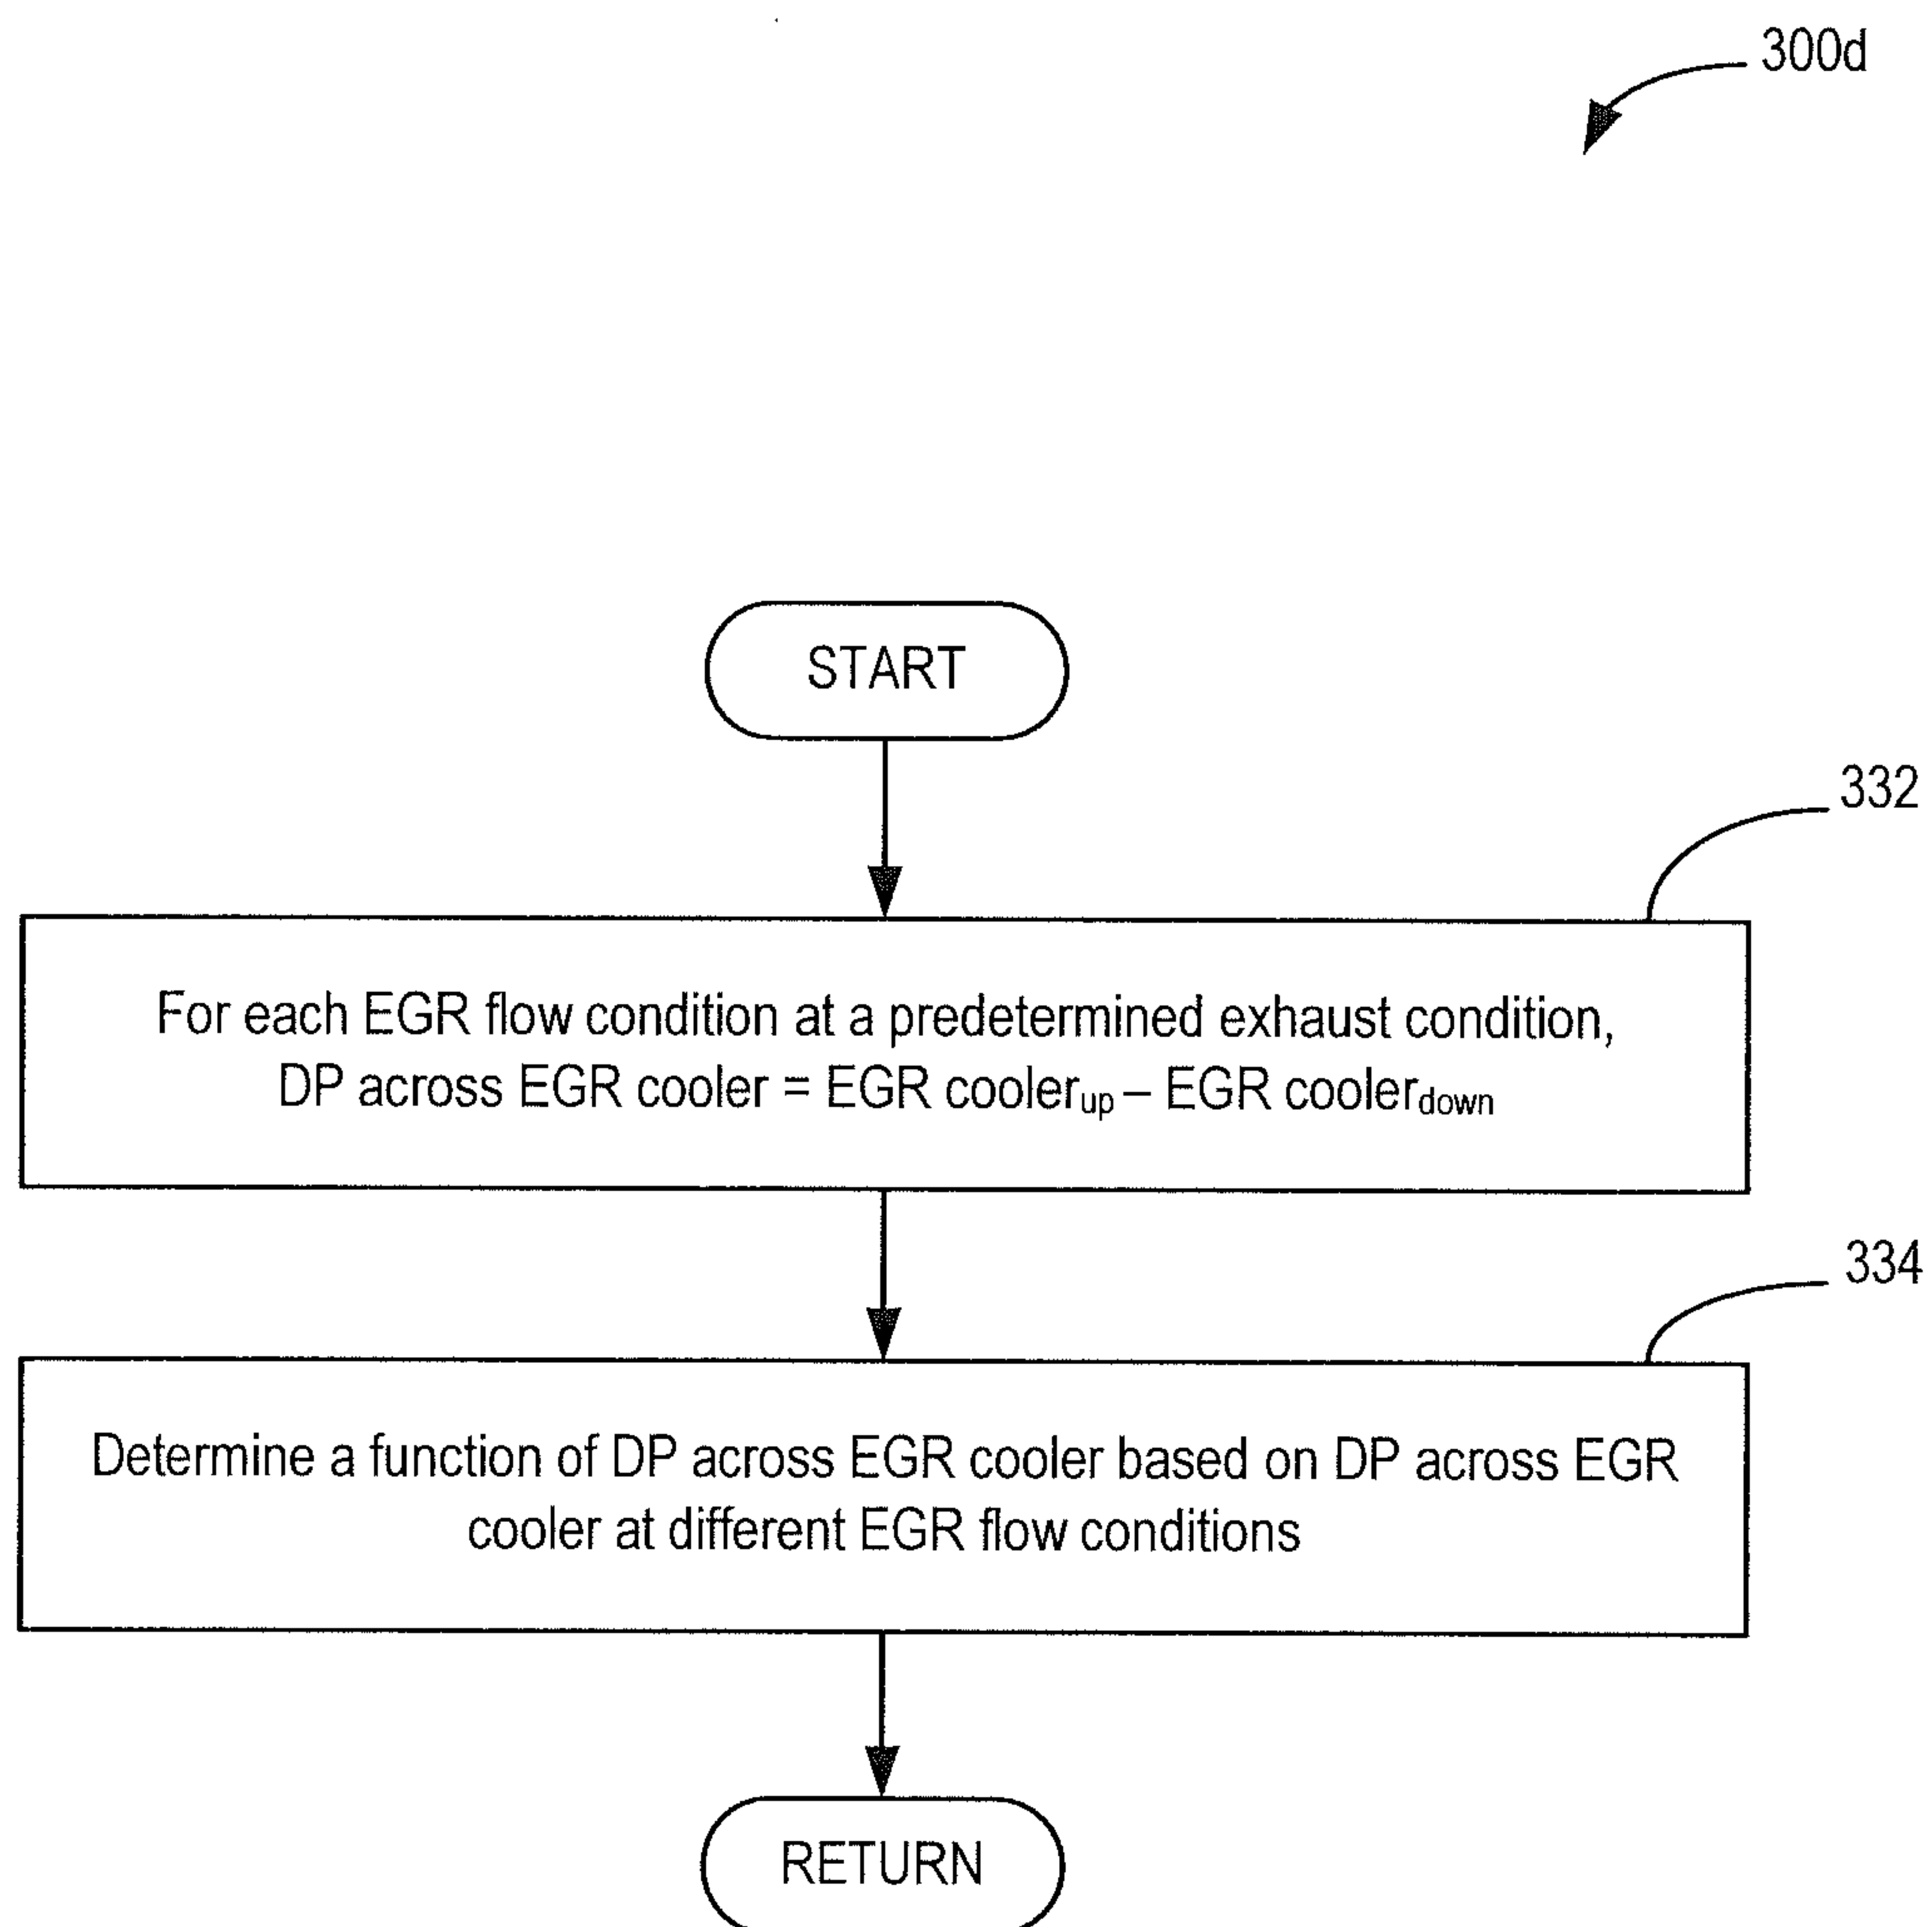 300d
START
332
For each EGR flow condition at a predetermined exhaust condition,
DP across EGR cooler = EGR coolerup – EGR coolerdown
334
Determine a function of DP across EGR cooler based on DP across EGR
cooler at different EGR flow conditions
RETURN